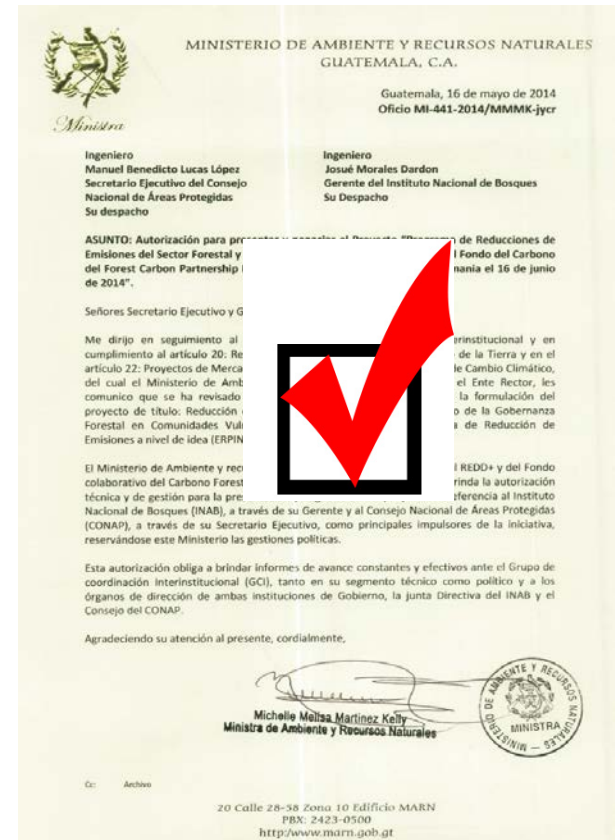 MINISTERIO DE AMBIENTE Y RECURSOS NATURALES
GUATEMALA, C.A.
Guatemala, 16 de mayo de 2014
Oficio MI-441-2014/MMMK-jycr
Ministra
Ingeniero
Manuel Benedicto Lucas López
Secretario Ejecutivo del Consejo
Nacional de Áreas Protegidas
Su despacho
Ingeniero
Josué Morales Dardon
Gerente del Instituto Nacional de Bosques
Su Despacho
ASUNTO: Autorización para de Reducciones de
Emisiones del Sector Forestal y l Fondo del Carbono
del Forest Carbon Partnership mania el 16 de junio
de 2014”.
Señores Secretario Ejecutivo y G
Me dirijo en seguimiento al erinstitucional y en
cumplimiento al artículo 20: Re de la Tierra y en el
artículo 22: Proyectos de Merca de Cambio Climático,
del cual el Ministerio de Amb el Ente Rector, les
comunico que se ha revisado la formulación del
proyecto de título: Reducción o de la Gobernanza
Forestal en Comunidades Vul a de Reducción de
Emisiones a nivel de idea (ERPIN
El Ministerio de Ambiente y recu l REDD+ y del Fondo
colaborativo del Carbono Forest rinda la autorización
técnica y de gestión para la pre eferencia al Instituto
Nacional de Bosques (INAB), a través de su Gerente y al Consejo Nacional de Áreas Protegidas
(CONAP), a través de su Secretario Ejecutivo, como principales impulsores de la iniciativa,
reservándose este Ministerio las gestiones políticas.
Esta autorización obliga a brindar informes de avance constantes y efectivos ante el Grupo de
coordinación Interinstitucional (GCI), tanto en su segmento técnico como político y a los
órganos de dirección de ambas instituciones de Gobierno, la junta Directiva del INAB y el
Consejo del CONAP.
Agradeciendo su atención al presente, cordialmente,
Michelle Melisa Martinez Kelly
Ministra de Ambiente y Recursos Naturales
MINISTERIO DE AMBIENTE Y RECURSOS NATURALES
MINISTRA
Cc: Archivo
20 Calle 28-58 Zona 10 Edificio MARN
PBX: 2423-0500
http:/www.marn.gob.gt